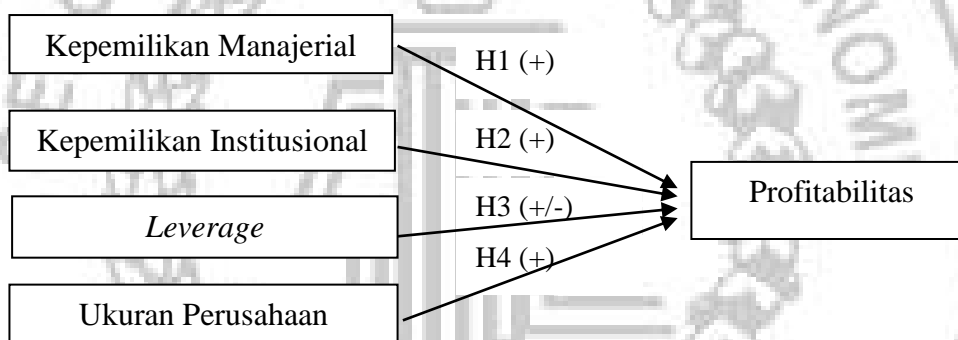 Kepemilikan Manajerial
H1 (+)
Kepemilikan Institusional
H2 (+)
Profitabilitas
Leverage
H3 (+/-)
H4 (+)
Ukuran Perusahaan